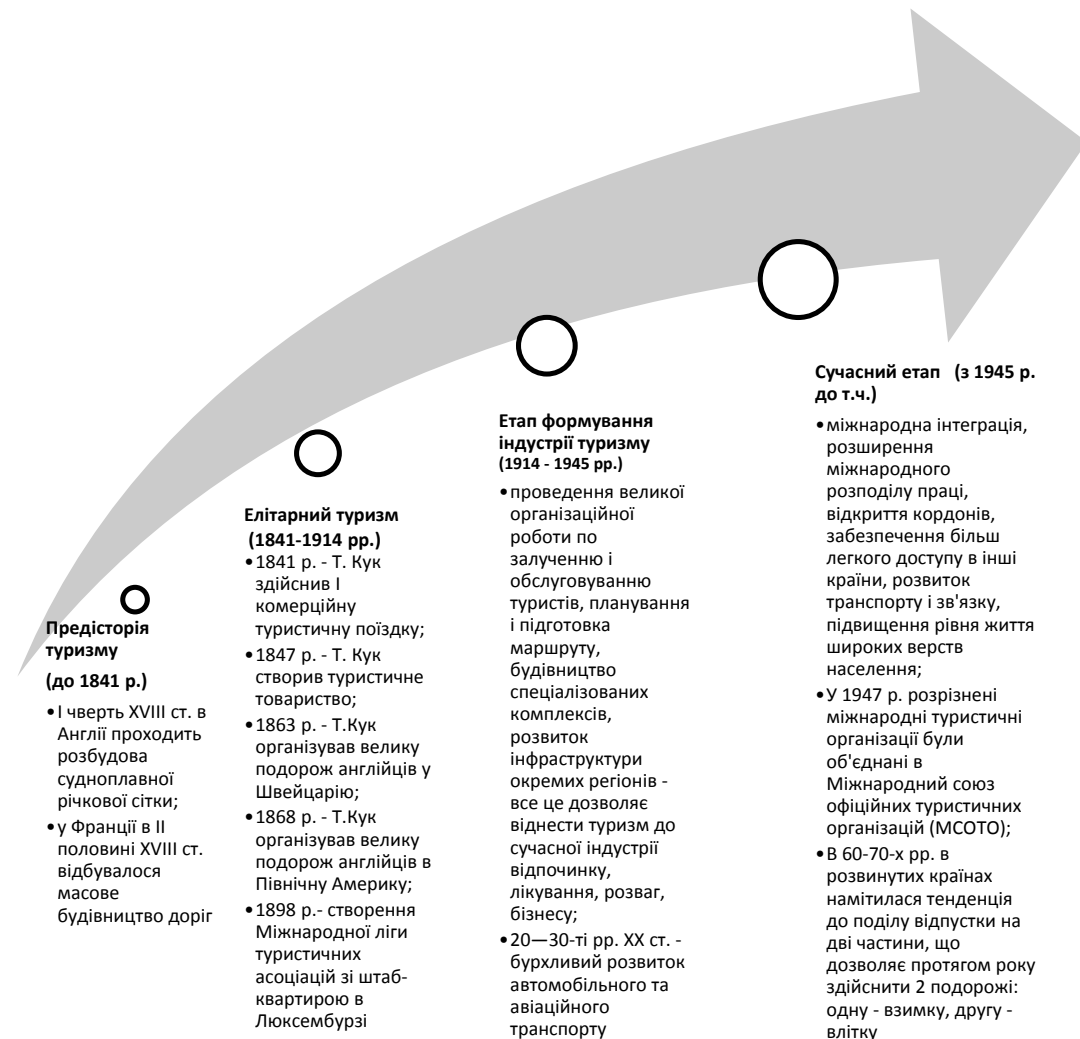 Предісторія
туризму
(до 1841 р.)
•І чверть XVIII ст. в
Англії проходить
розбудова
судноплавної
річкової сітки;
•у Франції в ІІ
половині XVIII ст.
відбувалося
масове
будівництво доріг
Елітарний туризм
(1841-1914 рр.)
•1841 р. - Т. Кук
здійснив І
комерційну
туристичну поїздку;
•1847 р. - Т. Кук
створив туристичне
товариство;
•1863 р. - Т.Кук
організував велику
подорож англійців у
Швейцарію;
•1868 р. - Т.Кук
організував велику
подорож англійців в
Північну Америку;
•1898 р.- створення
Міжнародної ліги
туристичних
асоціацій зі штаб-
квартирою в
Люксембурзі
Етап формування
індустрії туризму
(1914 - 1945 рр.)
•проведення великої
організаційної
роботи по
залученню і
обслуговуванню
туристів, планування
і підготовка
маршруту,
будівництво
спеціалізованих
комплексів,
розвиток
інфраструктури
окремих регіонів -
все це дозволяє
віднести туризм до
сучасної індустрії
відпочинку,
лікування, розваг,
бізнесу;
•20—30-ті рр. XX ст. -
бурхливий розвиток
автомобільного та
авіаційного
транспорту
Сучасний етап (з 1945 р.
до т.ч.)
•міжнародна інтеграція,
розширення
міжнародного
розподілу праці,
відкриття кордонів,
забезпечення більш
легкого доступу в інші
країни, розвиток
транспорту і зв'язку,
підвищення рівня життя
широких верств
населення;
•У 1947 р. розрізнені
міжнародні туристичні
організації були
об'єднані в
Міжнародний союз
офіційних туристичних
організацій (МСОТО);
•В 60-70-х рр. в
розвинутих країнах
намітилася тенденція
до поділу відпустки на
дві частини, що
дозволяє протягом року
здійснити 2 подорожі:
одну - взимку, другу -
влітку